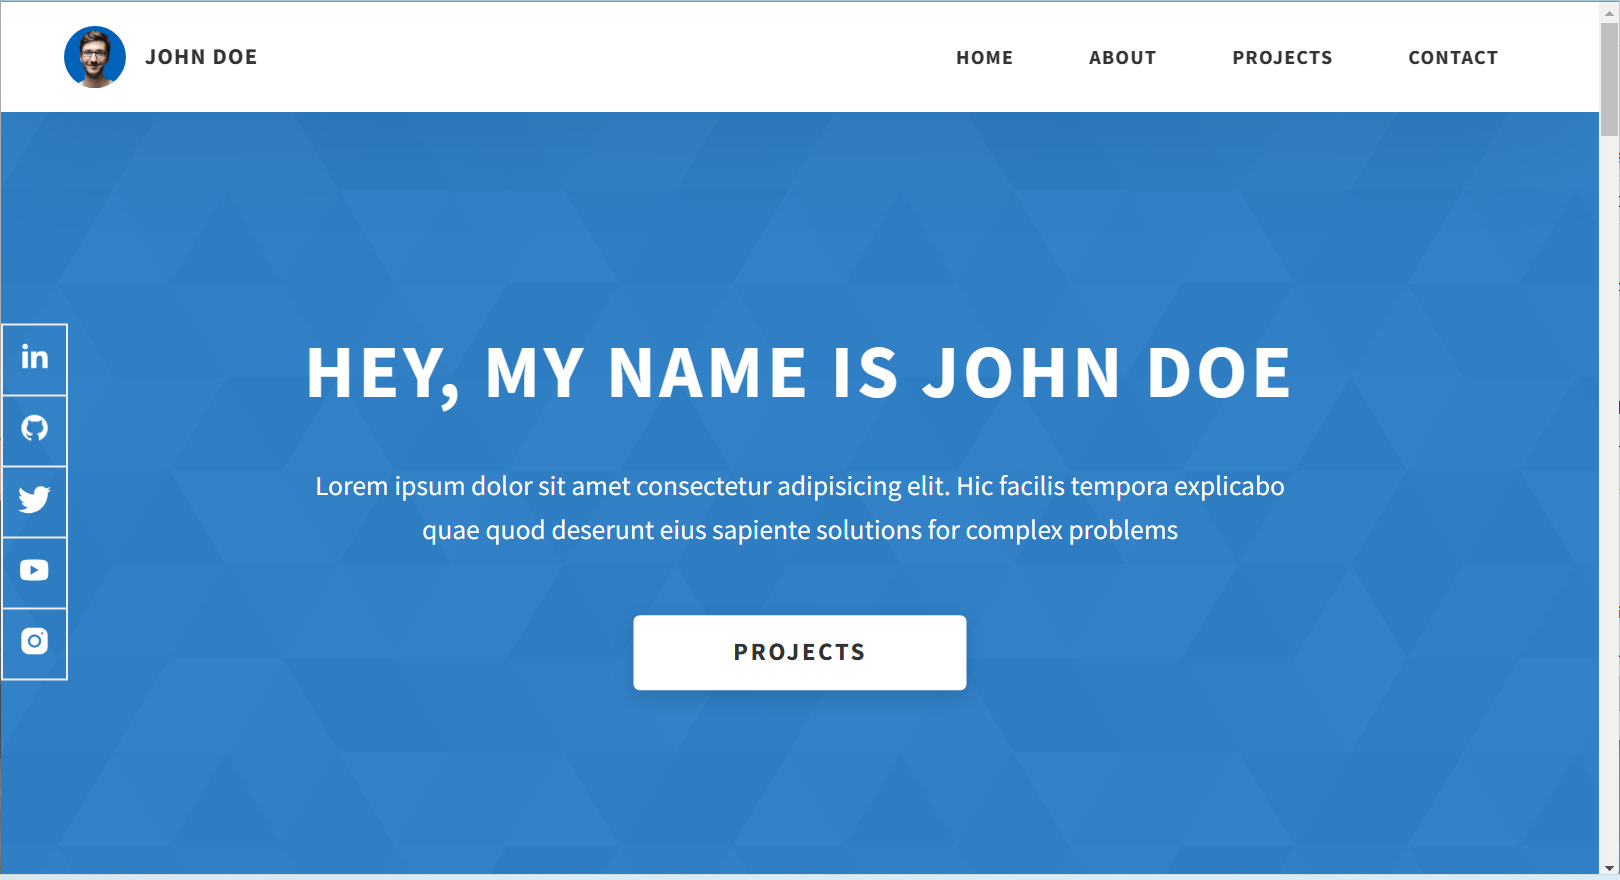 JOHN DOE
HOME ABOUT PROJECTS CONTACT
HEY, MY NAME IS JOHN DOE
Lorem ipsum dolor sit amet consectetur adipisicing elit. Hic facilis tempora explicabo
quae quod deserunt eius sapiente solutions for complex problems
in
PROJECTS